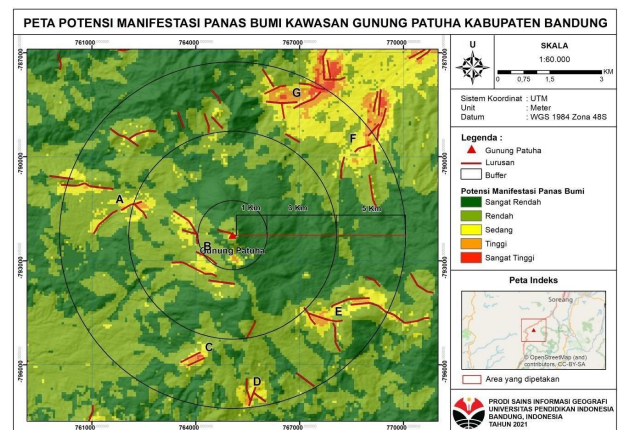 PETA POTENSI MANIFESTASI PANAS BUMI KAWASAN GUNUNG PATUHA KABUPATEN BANDUNG
761000 764000 767000 770000
-787000 -787000
-790000 -790000
-793000 -793000
-796000 -796000
G
F
A
1 Km 3 Km 5 Km
B
Gunung Patuha
E
C
D
761000 764000 767000 770000
U
SKALA
1:60.000
0 0,75 1,5 3 KM
Sistem Koordinat : UTM
Unit : Meter
Datum : WGS 1984 Zona 48S
Legenda :
Gunung Patuha
Lurusan
Buffer
Potensi Manifestasi Panas Bumi
Sangat Rendah
Rendah
Sedang
Tinggi
Sangat Tinggi
Peta Indeks
Soreang
© OpenStreetMap (and)
contributors, CC-BY-SA
Area yang dipetakan
PRODI SAINS INFORMASI GEOGRAFI
UNIVERSITAS PENDIDIKAN INDONESIA
BANDUNG, INDONESIA
TAHUN 2021